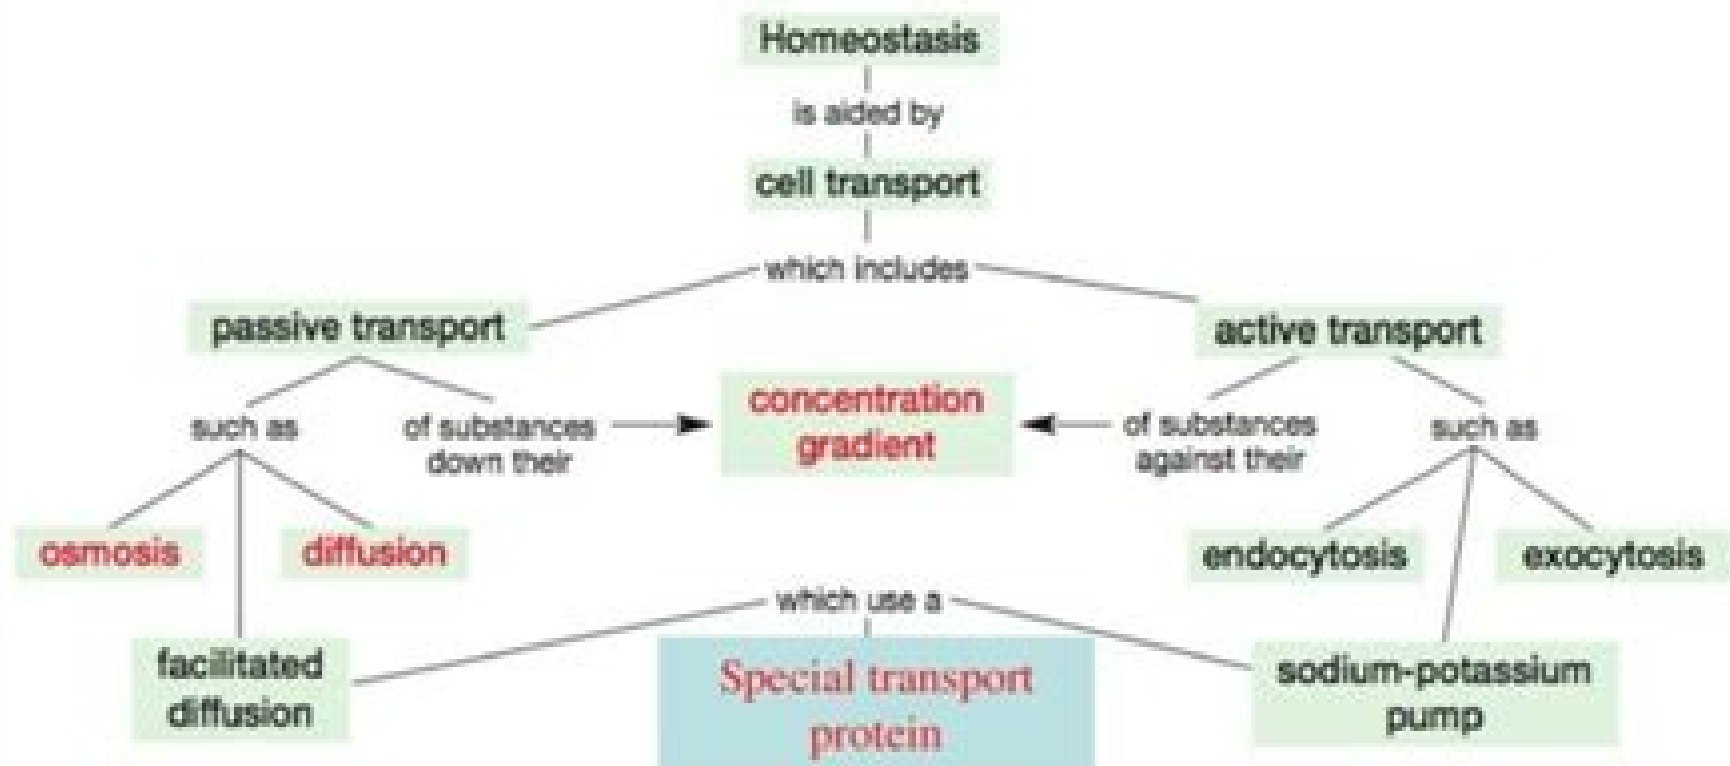 Homeostasis
is aided by
cell transport
which includes
passive transport
active transport
such as
of substances
down their
concentration
gradient
of substances
against their
such as
osmosis
diffusion
endocytosis
exocytosis
which use a
facilitated
diffusion
Special transport
protein
sodium-potassium
pump